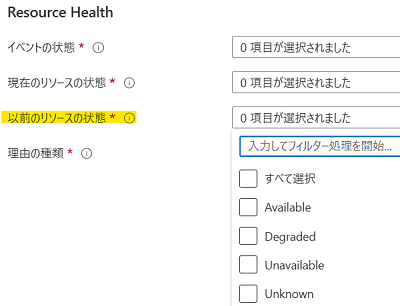 Resource Health
イベントの状態 * 0 項目が選択されました
現在のリソースの状態 * 0 項目が選択されました
以前のリソースの状態 * 0 項目が選択されました
入力してフィルター処理を開始...
理由の種類 *
すべて選択
Available
Degraded
Unavailable
Unknown